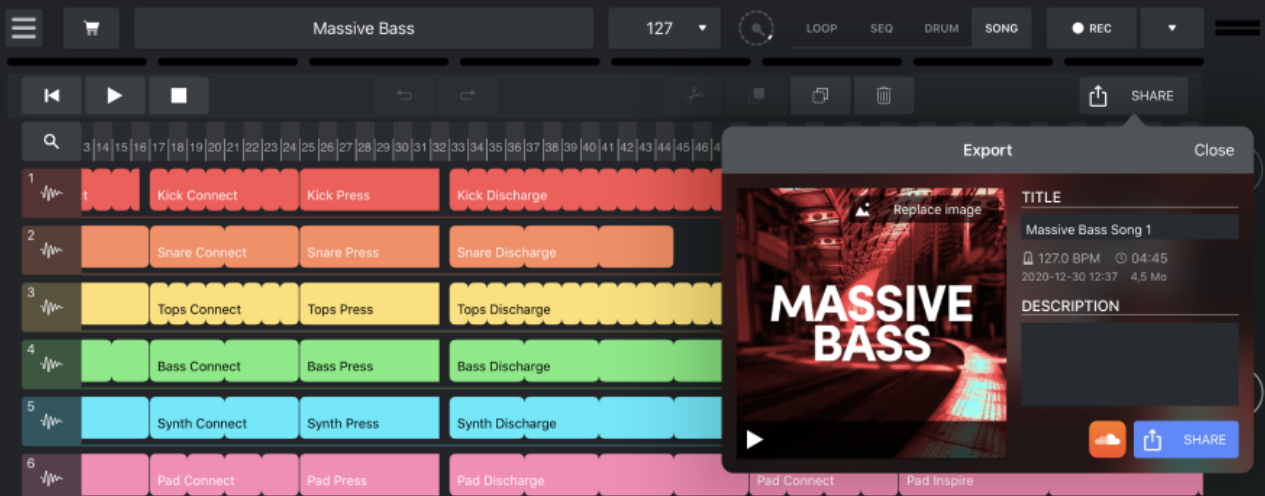 Massive Bass
127
LOOP SEQ DRUM SONG
REC
SHARE
3 14 15 16 17 18 19 20 21 22 23 24 25 26 27 28 29 30 31 32 33 34 35 36 37 38 39 40 41 42 43 44 45 46 4
1 Kick Connect Kick Press Kick Discharge
2 Snare Connect Snare Press Snare Discharge
3 Tops Connect Tops Press Tops Discharge
4 Bass Connect Bass Press Bass Discharge
5 Synth Connect Synth Press Synth Discharge
6 Pad Connect Pad Press Pad Discharge Pad Connect Pad Inspire
Export
Close
Replace image
MASSIVE
BASS
TITLE
Massive Bass Song 1
127.0 BPM 04:45
2020-12-30 12:37 4,5 Mo
DESCRIPTION
SHARE